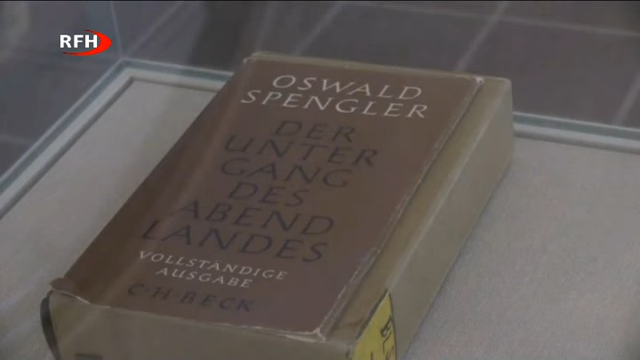 RFH
OSWALD
SPENGLER
DER
UNTER
GANG
DES
ABEND
LANDES
VOLLSTÄNDIGE
AUSGABE
C·H·BECK